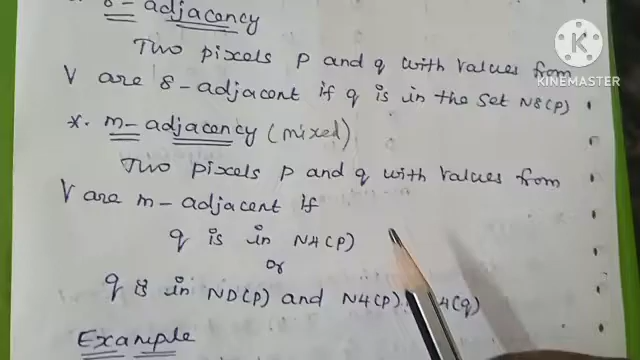 8-adjacency
Two pixels p and q with values from
V are 8-adjacent if q is in the set N8(p)
*. m-adjacency (mixed)
Two pixels p and q with values from
V are m-adjacent if
q is in N4(p)
or
q is in ND(p) and N4(p) 4(q)
Example
KINEMASTER